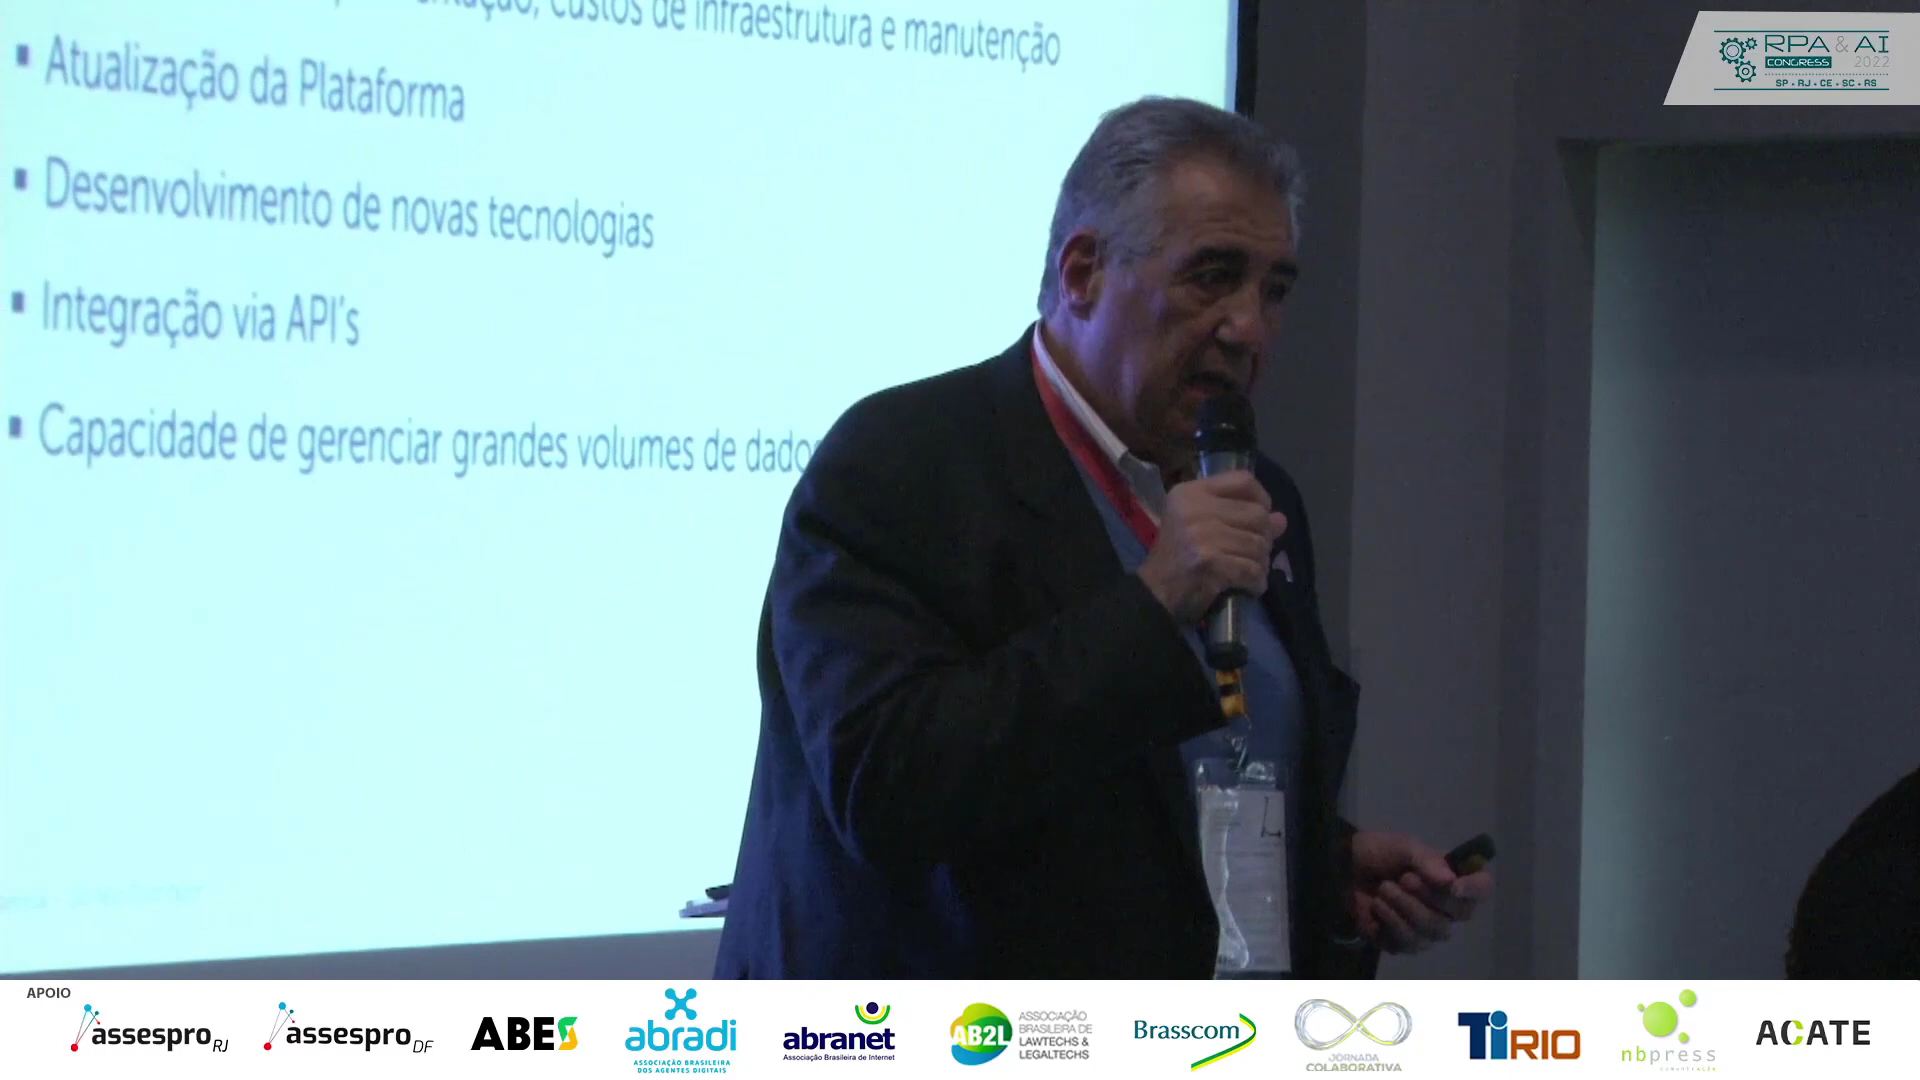 custos de infraestrutura e manutenção
▪ Atualização da Plataforma
▪ Desenvolvimento de novas tecnologias
▪ Integração via API's
▪ Capacidade de gerenciar grandes volumes de dados
RPA & AI
CONGRESS 2022
SP • RJ • CE • SC • RS
APOIO
assespro RJ
assespro DF
ABES
abradi
ASSOCIAÇÃO BRASILEIRA
DOS AGENTES DIGITAIS
abranet
Associação Brasileira de Internet
AB2L
ASSOCIAÇÃO
BRASILEIRA DE
LAWTECHS &
LEGALTECHS
Brasscom
JORNADA
COLABORATIVA
TIRIO
nbpress
ACATE